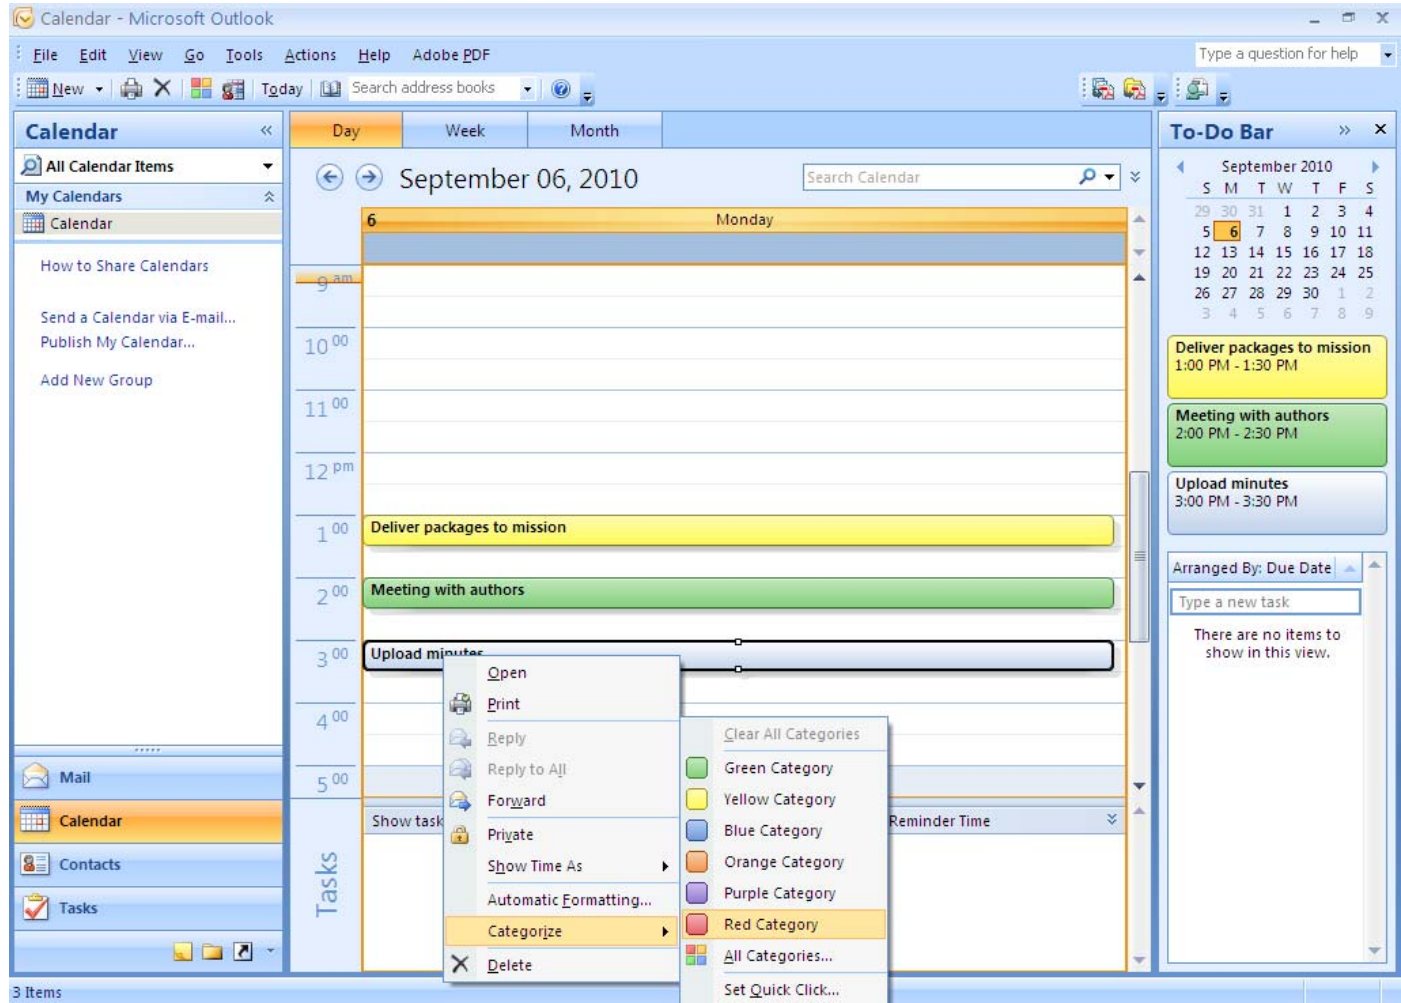 Calendar - Microsoft Outlook
File Edit View Go Tools Actions Help Adobe PDF
Type a question for help
New Today Search address books
Calendar
All Calendar Items
My Calendars
Calendar
How to Share Calendars
Send a Calendar via E-mail...
Publish My Calendar...
Add New Group
Mail
Calendar
Contacts
Tasks
3 Items
Day Week Month
September 06, 2010
Search Calendar
6 Monday
9 am
10 00
11 00
12 pm
1 00 Deliver packages to mission
2 00 Meeting with authors
3 00 Upload minutes
4 00
5 00
Show task
Reminder Time
Tasks
Open
Print
Reply
Reply to All
Forward
Private
Show Time As
Automatic Formatting...
Categorize
Delete
Clear All Categories
Green Category
Yellow Category
Blue Category
Orange Category
Purple Category
Red Category
All Categories...
Set Quick Click...
To-Do Bar
September 2010
S M T W T F S
29 30 31 1 2 3 4
5 6 7 8 9 10 11
12 13 14 15 16 17 18
19 20 21 22 23 24 25
26 27 28 29 30 1 2
3 4 5 6 7 8 9
Deliver packages to mission
1:00 PM - 1:30 PM
Meeting with authors
2:00 PM - 2:30 PM
Upload minutes
3:00 PM - 3:30 PM
Arranged By: Due Date
Type a new task
There are no items to
show in this view.